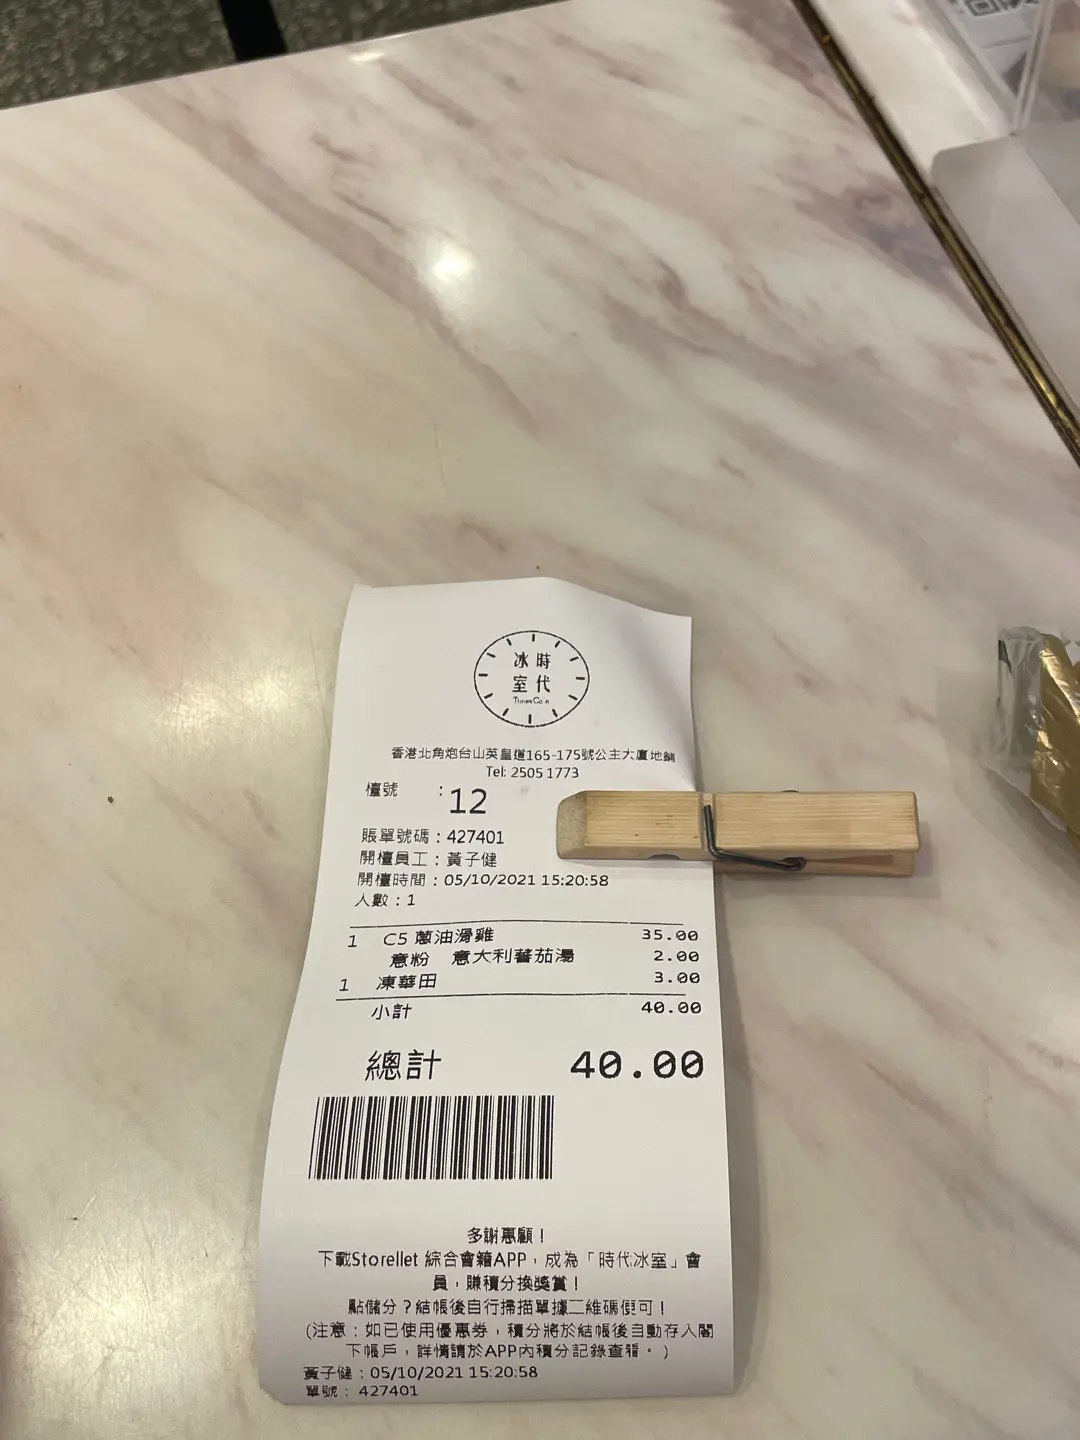 冰時
室代
Times Cafe
香港北角炮台山英皇道165-175號公主大廈地鋪
Tel: 2505 1773
檯號 : 12
賬單號碼：427401
開檯員工：黃子健
開檯時間：05/10/2021 15:20:58
人數：1
1 C5 蔥油滑雞 35.00
意粉 意大利蕃茄湯 2.00
1 凍華田 3.00
小計 40.00
總計 40.00
多謝惠顧！
下載Storellet 綜合會籍APP，成為「時代冰室」會
員，賺積分換獎賞！
點儲分？結帳後自行掃描單據二維碼便可！
(注意：如已使用優惠券，積分將於結帳後自動存入閣
下帳戶，詳情請於APP內積分記錄查看。)
黃子健：05/10/2021 15:20:58
單號：427401